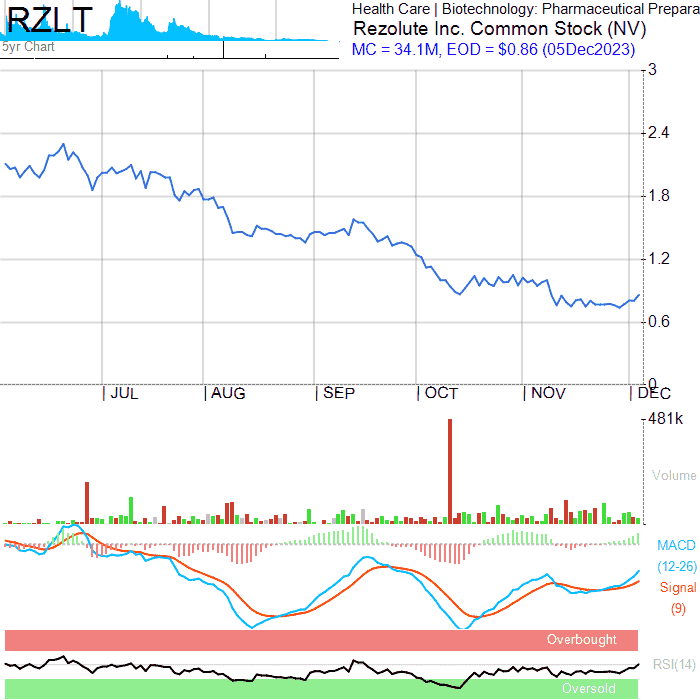 RZLT
5yr Chart
Health Care | Biotechnology: Pharmaceutical Prepara
Rezolute Inc. Common Stock (NV)
MC = 34.1M, EOD = $0.86 (05Dec2023)
3
2.4
1.8
1.2
0.6
0
JUL AUG SEP OCT NOV DEC
481k
Volume
MACD
(12-26)
Signal
(9)
Overbought
RSI(14)
Oversold